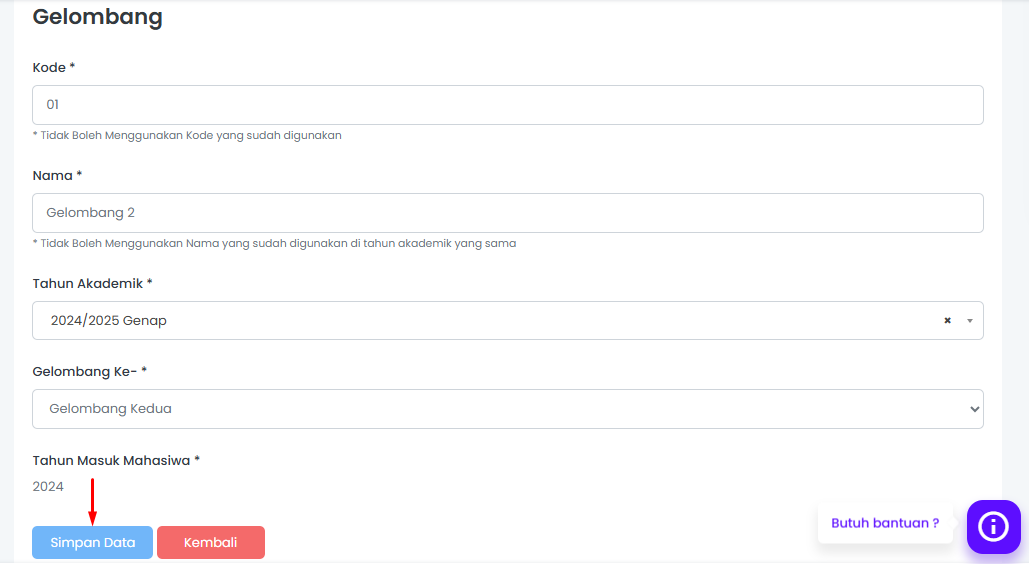 Gelombang
Kode *
01
* Tidak Boleh Menggunakan Kode yang sudah digunakan
Nama *
Gelombang 2
* Tidak Boleh Menggunakan Nama yang sudah digunakan di tahun akademik yang sama
Tahun Akademik *
2024/2025 Genap
Gelombang Ke- *
Gelombang Kedua
Tahun Masuk Mahasiwa *
2024
Simpan Data Kembali
Butuh bantuan ?